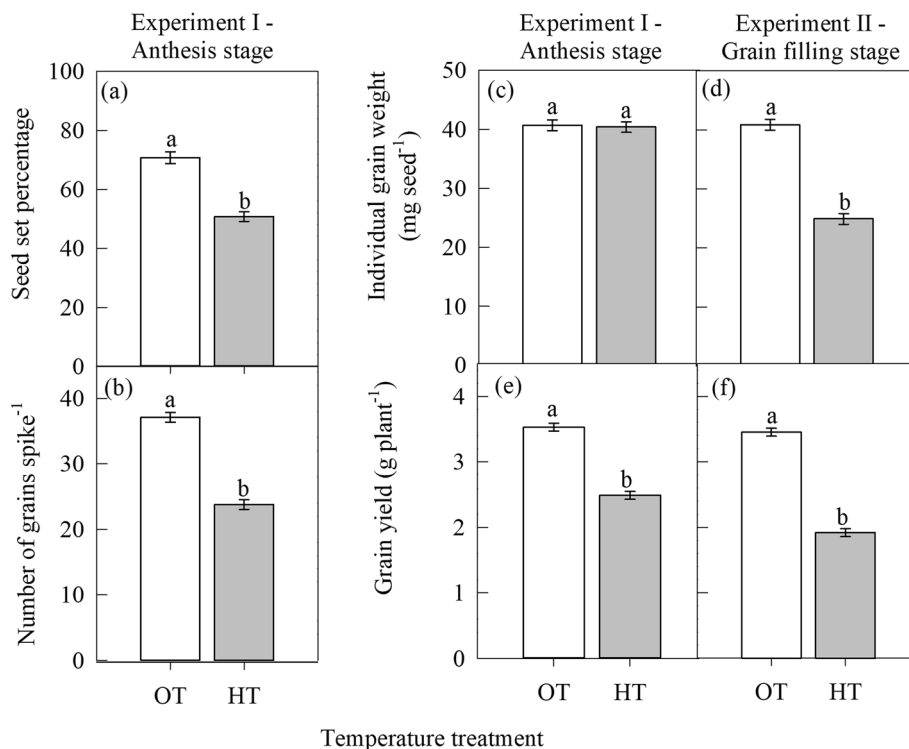 Experiment I -
Anthesis stage
Experiment I -
Anthesis stage
Experiment II -
Grain filling stage
Seed set percentage
100
80
60
40
20
0
(a)
a
b
Number of grains spike⁻¹
40
30
20
10
0
(b)
a
b
OT
HT
Individual grain weight
(mg seed⁻¹)
50
40
30
20
10
0
(c)
a
a
(d)
a
b
Grain yield (g plant⁻¹)
4
3
2
1
0
(e)
a
b
(f)
a
b
OT
HT
OT
HT
Temperature treatment